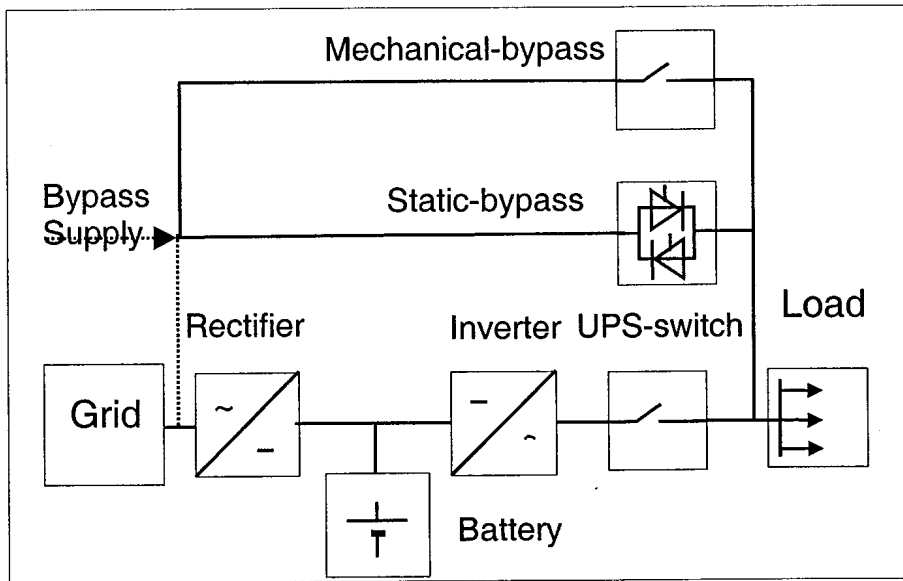 Mechanical-bypass
Bypass
Supply
Static-bypass
Load
Rectifier
Inverter
UPS-switch
Grid
Battery